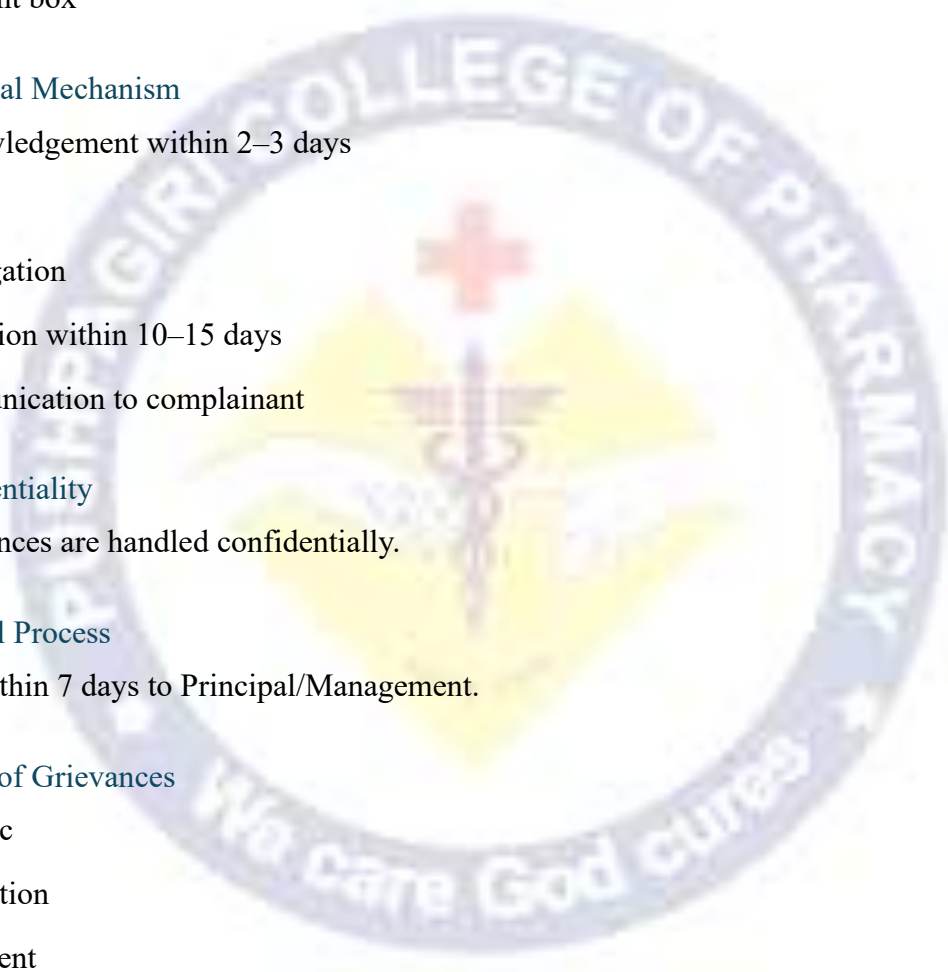 nt box
al Mechanism
vledgement within 2–3 days
gation
ion within 10–15 days
unication to complainant
entiality
nces are handled confidentially.
l Process
thin 7 days to Principal/Management.
of Grievances
c
tion
ent
PUSHPAGIRI COLLEGE OF PHARMACY
We care God cures